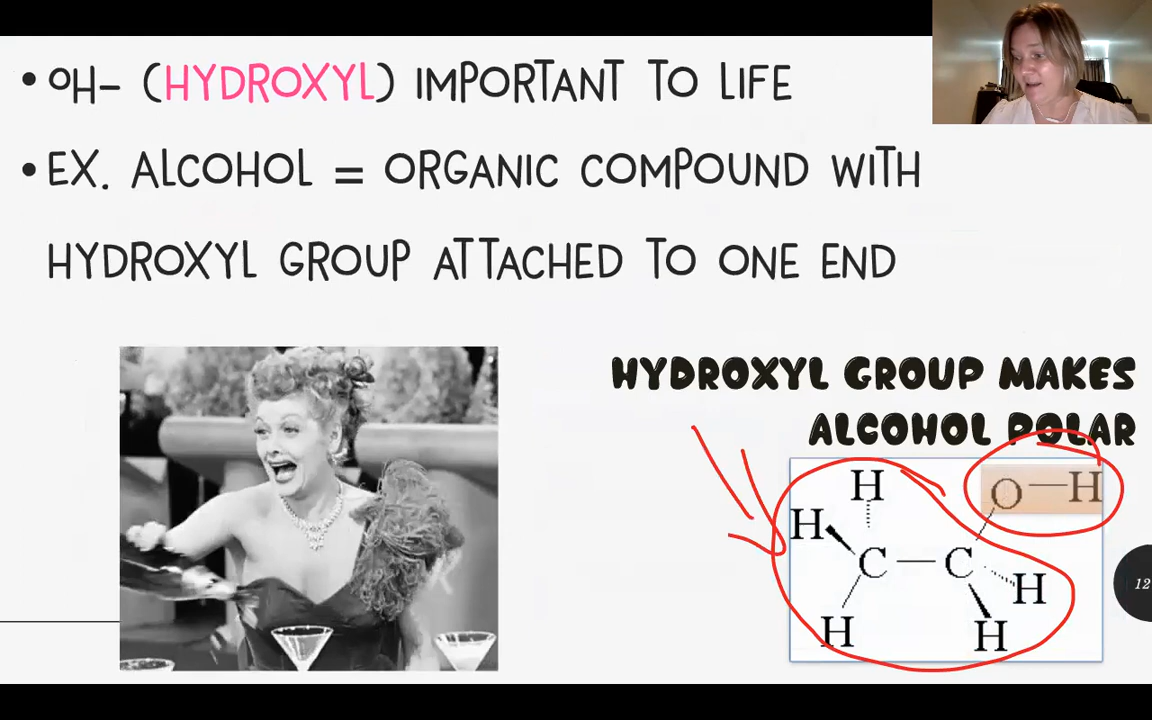 • OH- (HYDROXYL) IMPORTANT TO LIFE
• EX. ALCOHOL = ORGANIC COMPOUND WITH
HYDROXYL GROUP ATTACHED TO ONE END
HYDROXYL GROUP MAKES
ALCOHOL POLAR
H O—H
H
C — C
H
H H
12